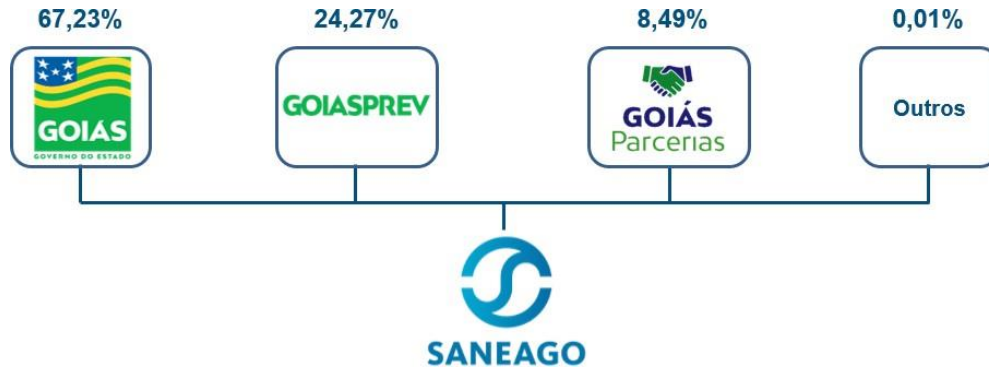 67,23%
24,27%
8,49%
0,01%
GOIÁS
GOVERNO DO ESTADO
GOIASPREV
GOIÁS
Parcerias
Outros
SANEAGO